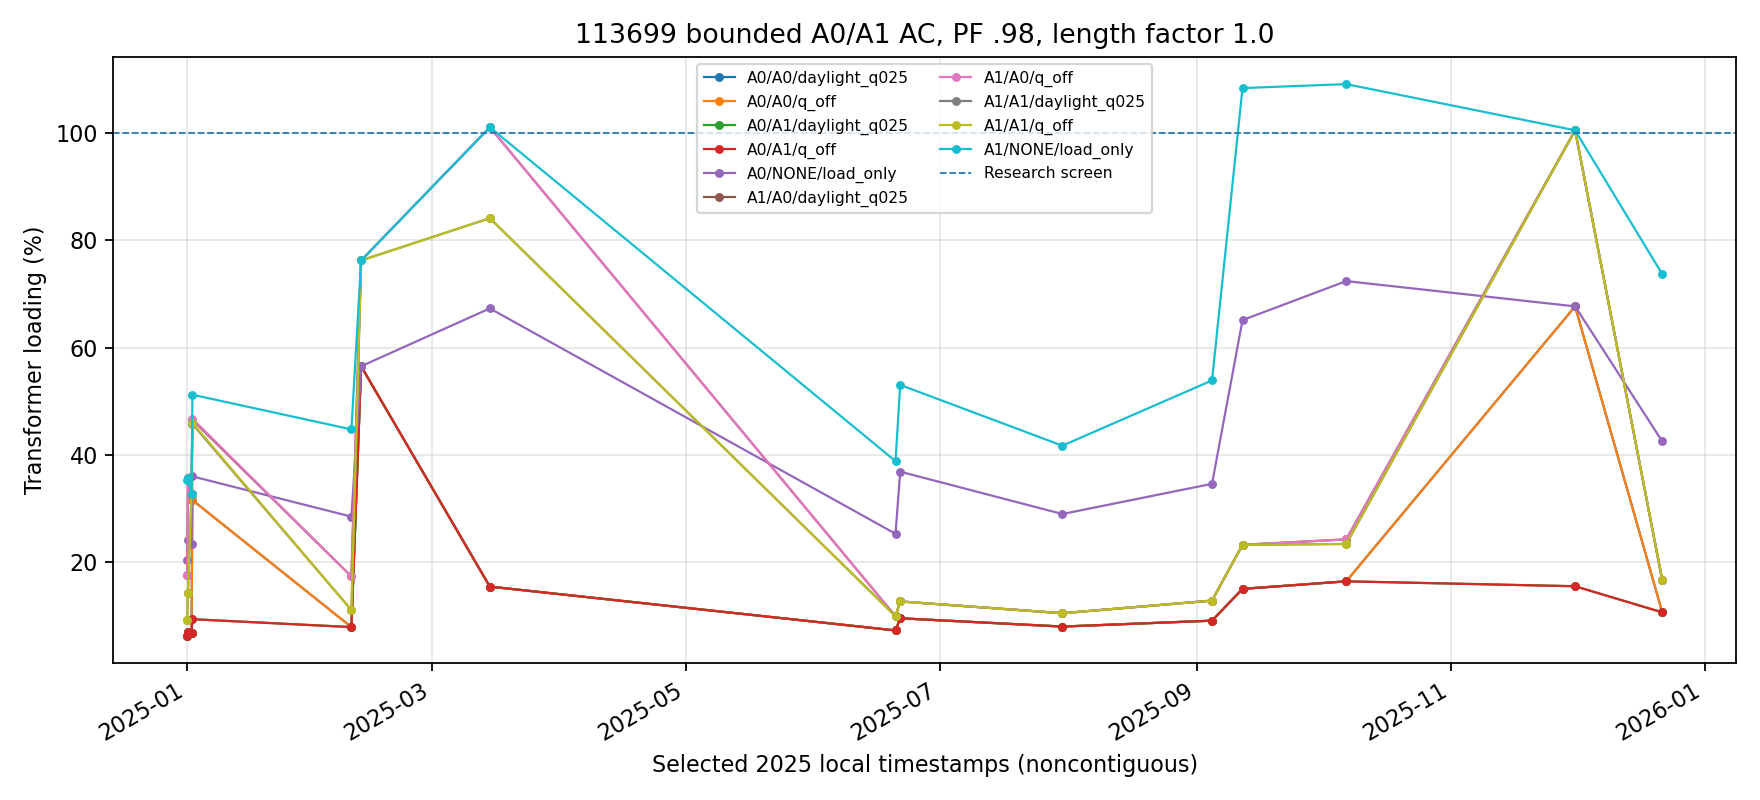 113699 bounded A0/A1 AC, PF .98, length factor 1.0
A0/A0/daylight_q025
A0/A0/q_off
A0/A1/daylight_q025
A0/A1/q_off
A0/NONE/load_only
A1/A0/daylight_q025
A1/A0/q_off
A1/A1/daylight_q025
A1/A1/q_off
A1/NONE/load_only
Research screen
Transformer loading (%)
100
80
60
40
20
2025-01
2025-03
2025-05
2025-07
2025-09
2025-11
2026-01
Selected 2025 local timestamps (noncontiguous)